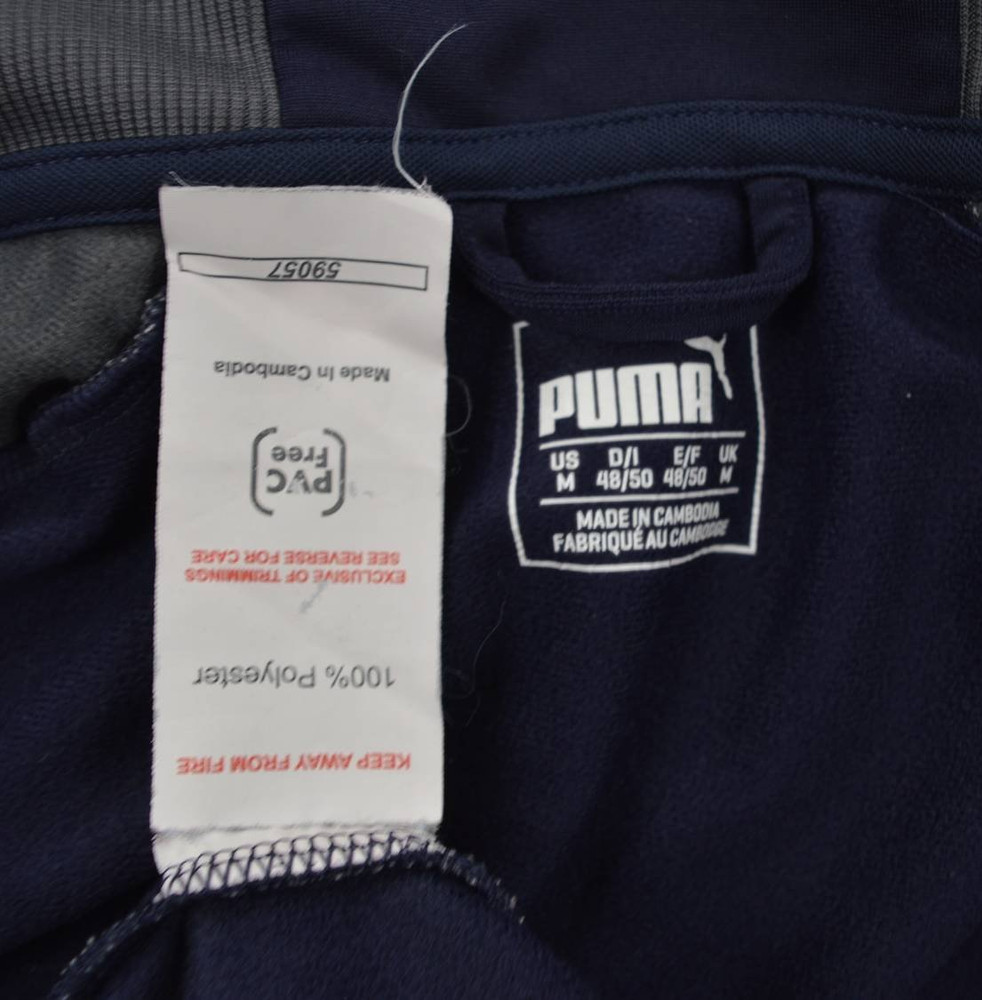 KEEP AWAY FROM FIRE
100% Polyester
EXCLUSIVE OF TRIMMINGS
SEE REVERSE FOR CARE
PVC
Free
Made In Cambodia
59057
PUMA
US D/I E/F UK
M 48/50 48/50 M
MADE IN CAMBODIA
FABRIQUÉ AU CAMBODGE